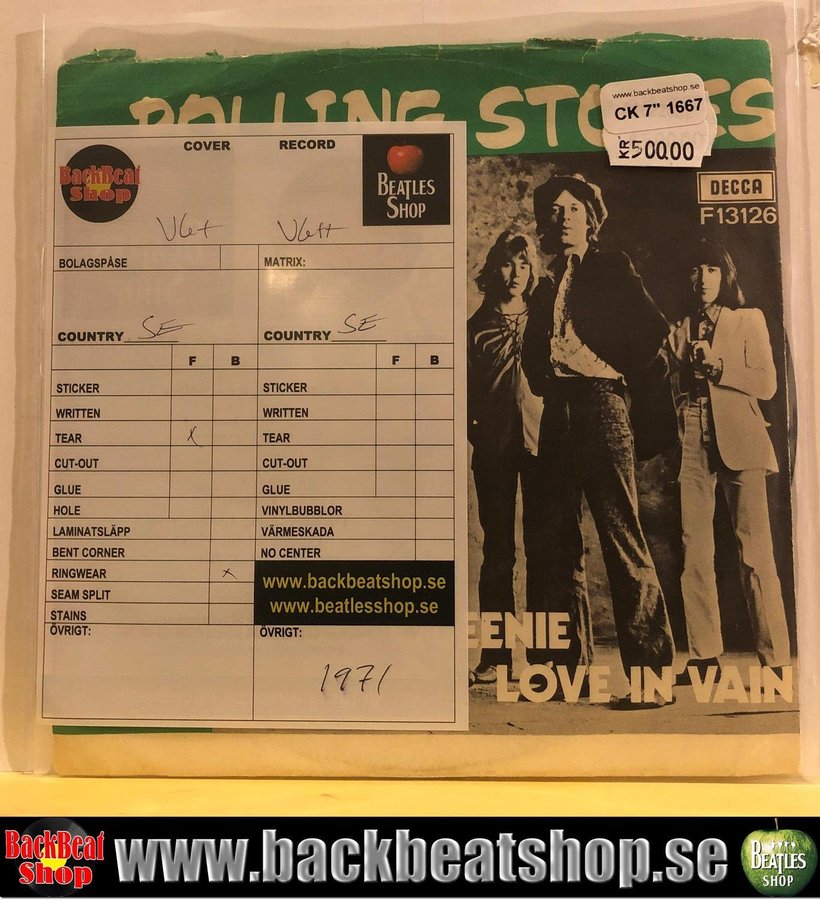 ROLLING STONES
www.backbeatshop.se
CK 7" 1667
KR 500.00
DECCA
F13126
BackBeat
Shop
COVER
RECORD
BEATLES
SHOP
VG+
VG++
BOLAGSPÅSE
MATRIX:
COUNTRY SE
COUNTRY SE
F B F B
STICKER STICKER
WRITTEN WRITTEN
TEAR X TEAR
CUT-OUT CUT-OUT
GLUE GLUE
HOLE VINYLBUBBLOR
LAMINATSLÄPP VÄRMESKADA
BENT CORNER NO CENTER
RINGWEAR x
www.backbeatshop.se
SEAM SPLIT
www.beatlesshop.se
STAINS
ÖVRIGT: ÖVRIGT:
1971
EENIE
LØVE IN VAIN
BackBeat
Shop
www.backbeatshop.se
BEATLES
SHOP